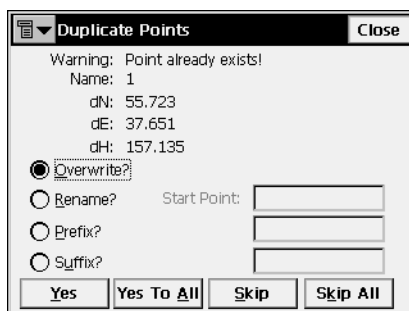 Duplicate Points Close
Warning: Point already exists!
Name: 1
dN: 55.723
dE: 37.651
dH: 157.135
Overwrite?
Rename? Start Point:
Prefix?
Suffix?
Yes Yes To All Skip Skip All